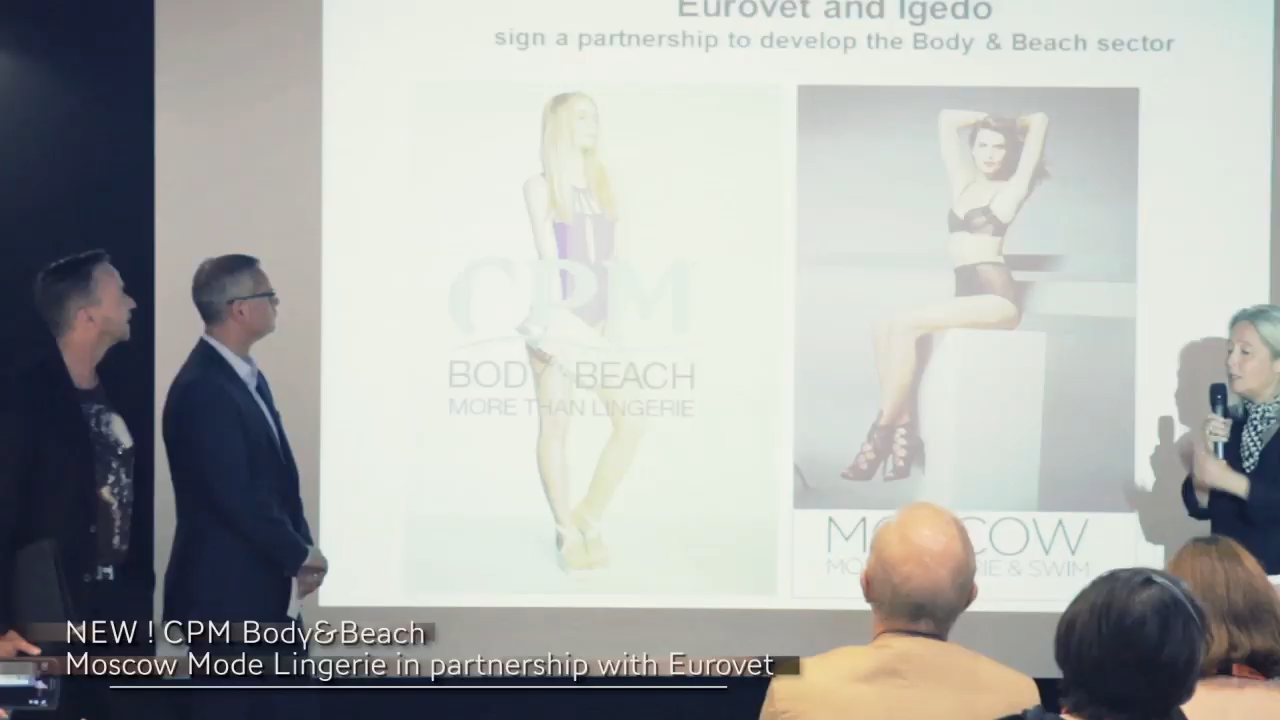 Eurovet and Igedo
sign a partnership to develop the Body & Beach sector
CPM
BODY BEACH
MORE THAN LINGERIE
& SWIM
NEW ! CPM Body&Beach
Moscow Mode Lingerie in partnership with Eurovet